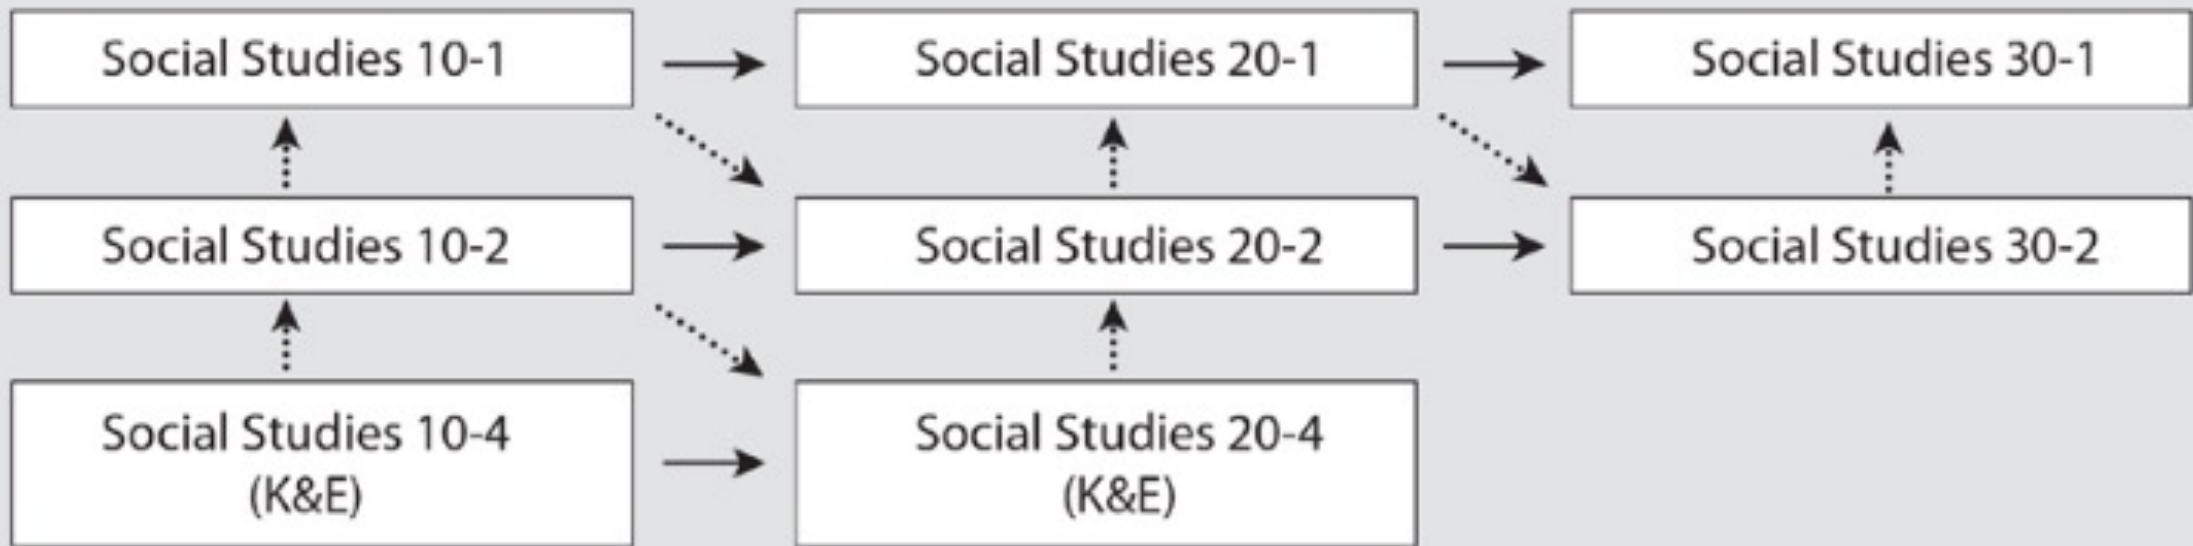 Social Studies 10-1
Social Studies 20-1
Social Studies 30-1
Social Studies 10-2
Social Studies 20-2
Social Studies 30-2
Social Studies 10-4
(K&E)
Social Studies 20-4
(K&E)